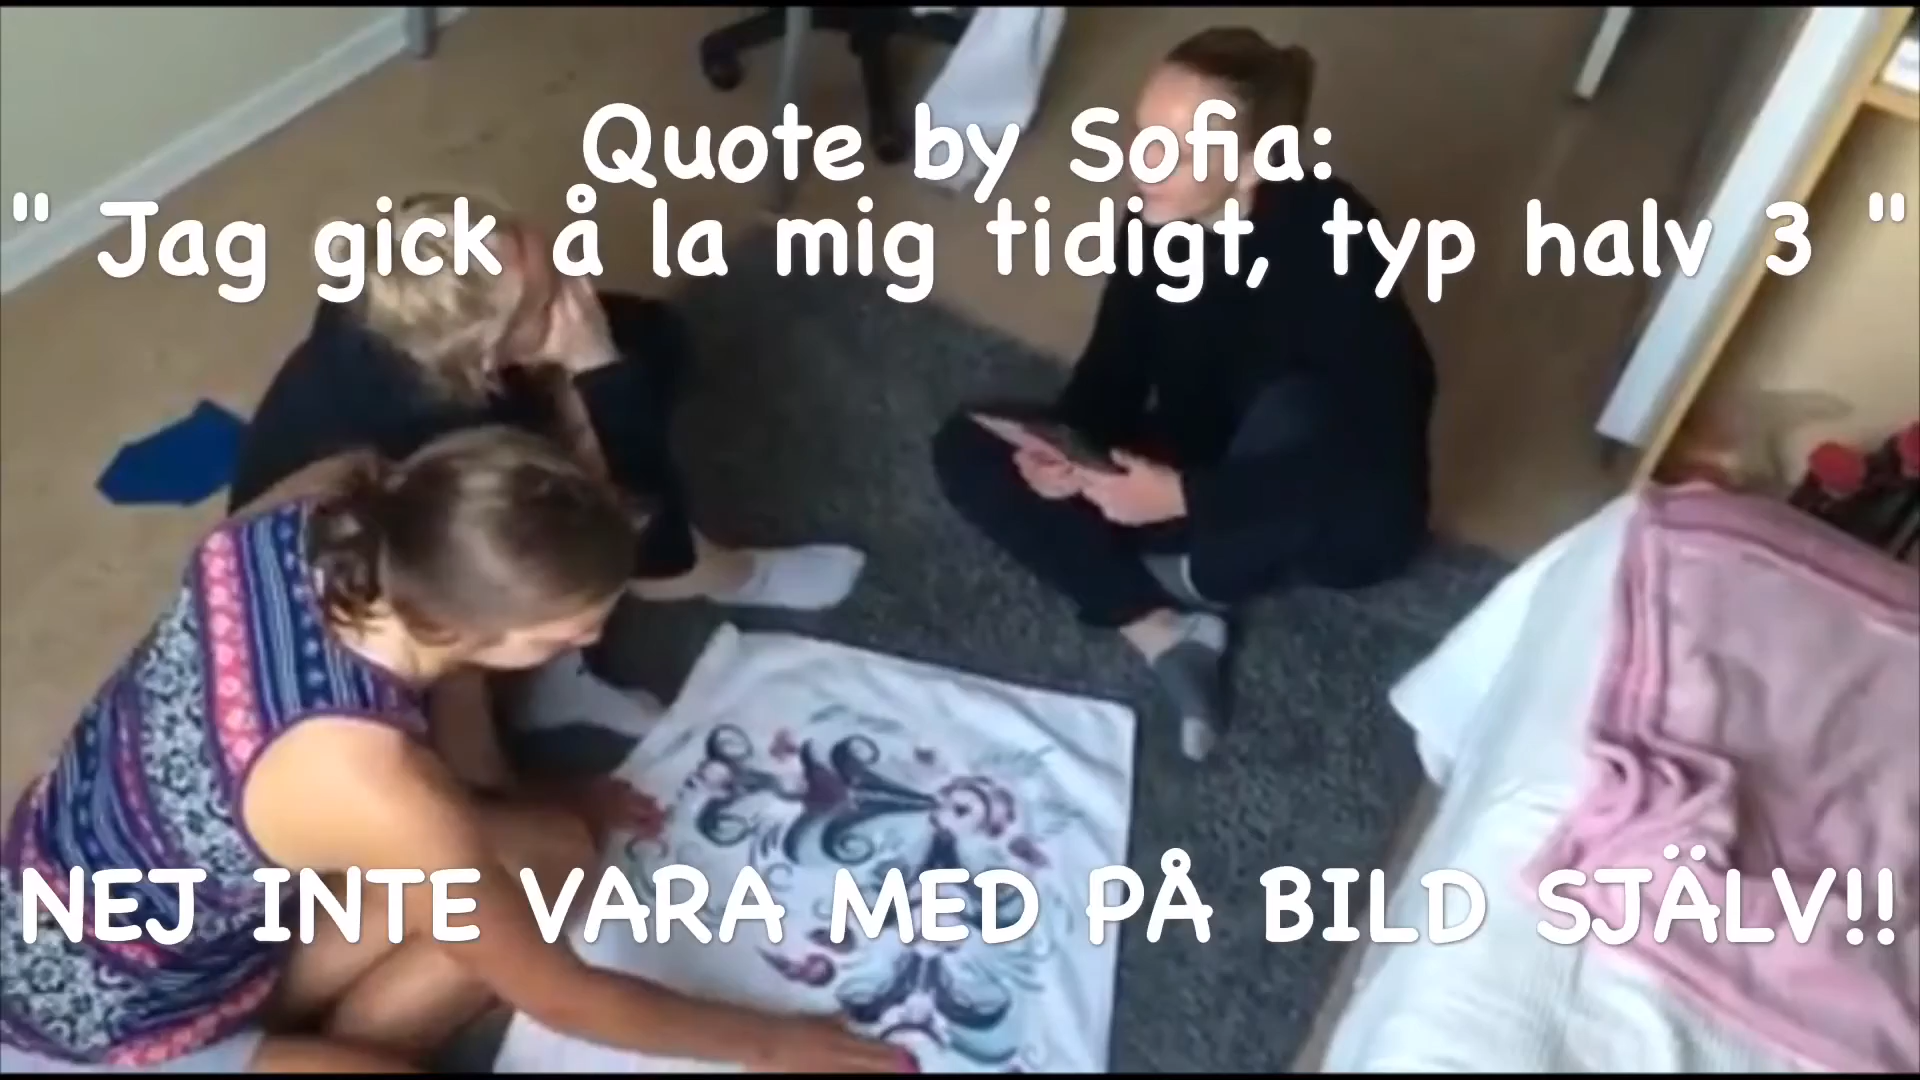 Quote by Sofia:
" Jag gick å la mig tidigt, typ halv 3 "
NEJ INTE VARA MED PÅ BILD SJÄLV!!